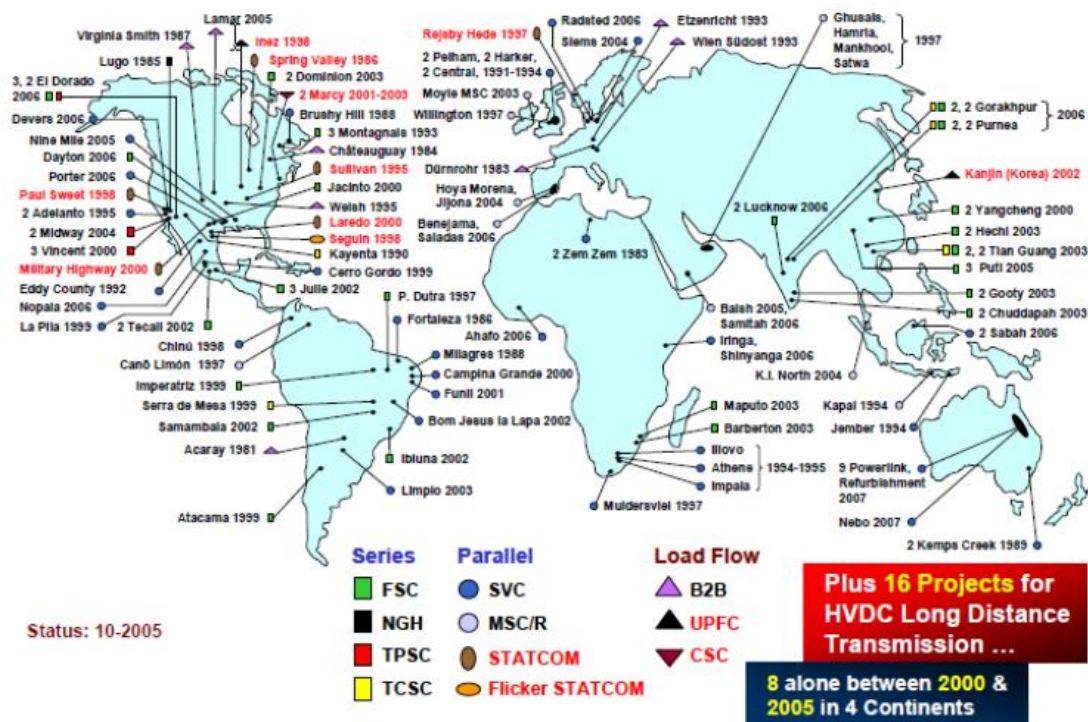 Lamar 2005
Virginia Smith 1987
Inez 1998
Lugo 1985
Spring Valley 1986
3, 2 El Dorado
2006
2 Dominion 2003
2 Marcy 2001-2003
Devers 2006
Brushy Hill 1988
Nine Mile 2005
3 Montagnais 1993
Dayton 2006
Châteauguay 1984
Porter 2006
Sullivan 1995
Paul Sweet 1998
Jacinto 2000
2 Adelanto 1995
Welsh 1995
2 Midway 2004
Laredo 2000
3 Vincent 2000
Seguin 1998
Military Highway 2000
Kayenta 1990
Eddy County 1992
Cerro Gordo 1999
Nopala 2006
3 Julile 2002
La Pila 1999
2 Tecali 2002
Chinú 1998
Canõ Limón 1997
Imperatriz 1999
Serra de Mesa 1999
Samambaia 2002
Acaray 1981
Atacama 1999
P. Dutra 1997
Fortaleza 1986
Milagres 1988
Campina Grande 2000
Funil 2001
Bom Jesus la Lapa 2002
Ibiuna 2002
Limpio 2003
Rejsby Hede 1997
Radsted 2006
Siems 2004
Etzenricht 1993
Wien Südost 1993
2 Pelham, 2 Harker,
2 Central, 1991-1994
Moyle MSC 2003
Willington 1997
Dürnrohr 1983
Hoya Morena,
Jijona 2004
Benejama,
Saladas 2006
2 Zem Zem 1983
Ghusais,
Hamria,
Mankhool,
Satwa
1997
2, 2 Gorakhpur
2, 2 Purnea
2006
Kanjin (Korea) 2002
2 Lucknow 2006
2 Yangcheng 2000
2 Hechi 2003
2, 2 Tian Guang 2003
3 Puti 2005
2 Gooty 2003
2 Chuddapah 2003
2 Sabah 2006
Baish 2005,
Samitah 2006
Ahafo 2006
Iringa,
Shinyanga 2006
K.I. North 2004
Kapal 1994
Jember 1994
Maputo 2003
Barberton 2003
Illovo
Athene
Impala
1994-1995
Muldersvlei 1997
9 Powerlink,
Refurbishment
2007
Nebo 2007
2 Kemps Creek 1989
Status: 10-2005
Series
FSC
NGH
TPSC
TCSC
Parallel
SVC
MSC/R
STATCOM
Flicker STATCOM
Load Flow
B2B
UPFC
CSC
Plus 16 Projects for
HVDC Long Distance
Transmission ...
8 alone between 2000 &
2005 in 4 Continents